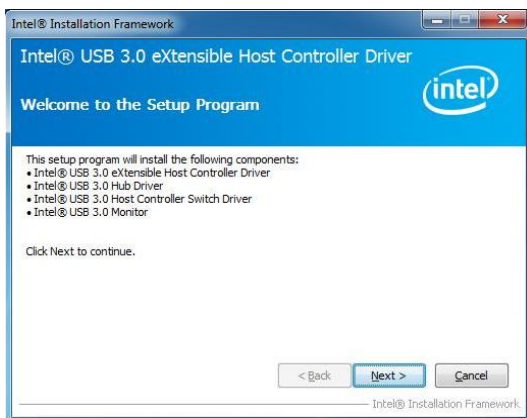 Intel® Installation Framework
Intel® USB 3.0 eXtensible Host Controller Driver
intel
Welcome to the Setup Program
This setup program will install the following components:
• Intel® USB 3.0 eXtensible Host Controller Driver
• Intel® USB 3.0 Hub Driver
• Intel® USB 3.0 Host Controller Switch Driver
• Intel® USB 3.0 Monitor
Click Next to continue.
< Back Next > Cancel
Intel® Installation Framework